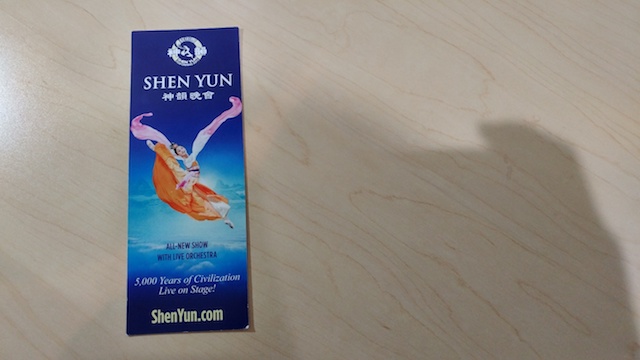 SHEN YUN
神韻晚會
ALL-NEW SHOW
WITH LIVE ORCHESTRA
5,000 Years of Civilization
Live on Stage!
ShenYun.com